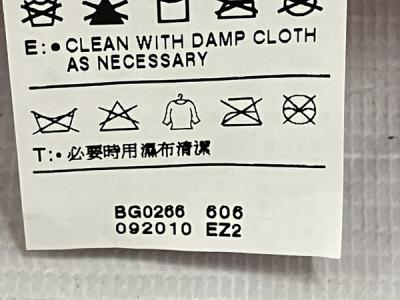 E:• CLEAN WITH DAMP CLOTH
AS NECESSARY
T:• 必要時用濕布清潔
BG0266 606
092010 EZ2